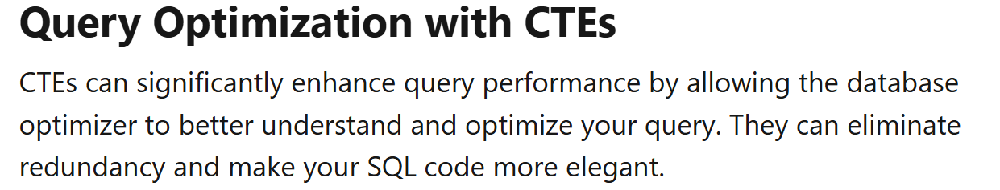 Query Optimization with CTEs
CTEs can significantly enhance query performance by allowing the database
optimizer to better understand and optimize your query. They can eliminate
redundancy and make your SQL code more elegant.